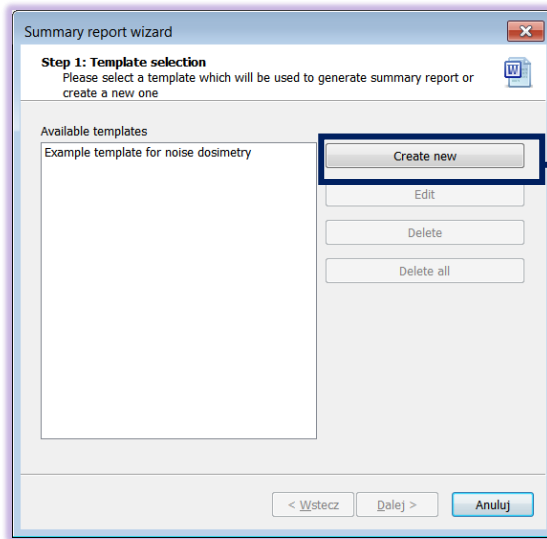 Summary report wizard
Step 1: Template selection
Please select a template which will be used to generate summary report or
create a new one
Available templates
Example template for noise dosimetry
Create new
Edit
Delete
Delete all
< Wstecz
Dalej >
Anuluj